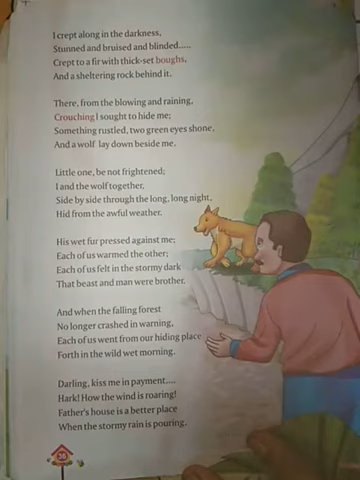 I crept along in the darkness,
Stunned and bruised and blinded.....
Crept to a fir with thick-set boughs,
And a sheltering rock behind it.
There, from the blowing and raining,
Crouching I sought to hide me;
Something rustled, two green eyes shone,
And a wolf lay down beside me.
Little one, be not frightened;
I and the wolf together,
Side by side through the long, long night,
Hid from the awful weather.
His wet fur pressed against me;
Each of us warmed the other;
Each of us felt in the stormy dark
That beast and man were brother.
And when the falling forest
No longer crashed in warning,
Each of us went from our hiding place
Forth in the wild wet morning.
Darling, kiss me in payment....
Hark! How the wind is roaring!
Father's house is a better place
When the stormy rain is pouring.
36